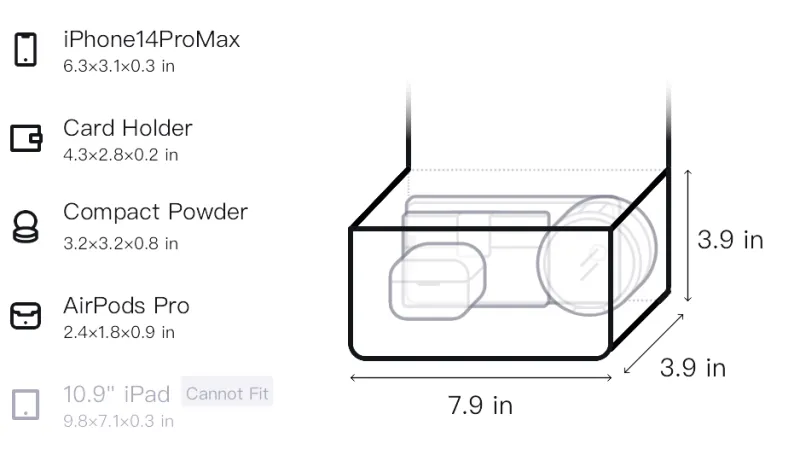 iPhone14ProMax
6.3×3.1×0.3 in
Card Holder
4.3×2.8×0.2 in
Compact Powder
3.2×3.2×0.8 in
AirPods Pro
2.4×1.8×0.9 in
10.9" iPad Cannot Fit
9.8×7.1×0.3 in
3.9 in
3.9 in
7.9 in